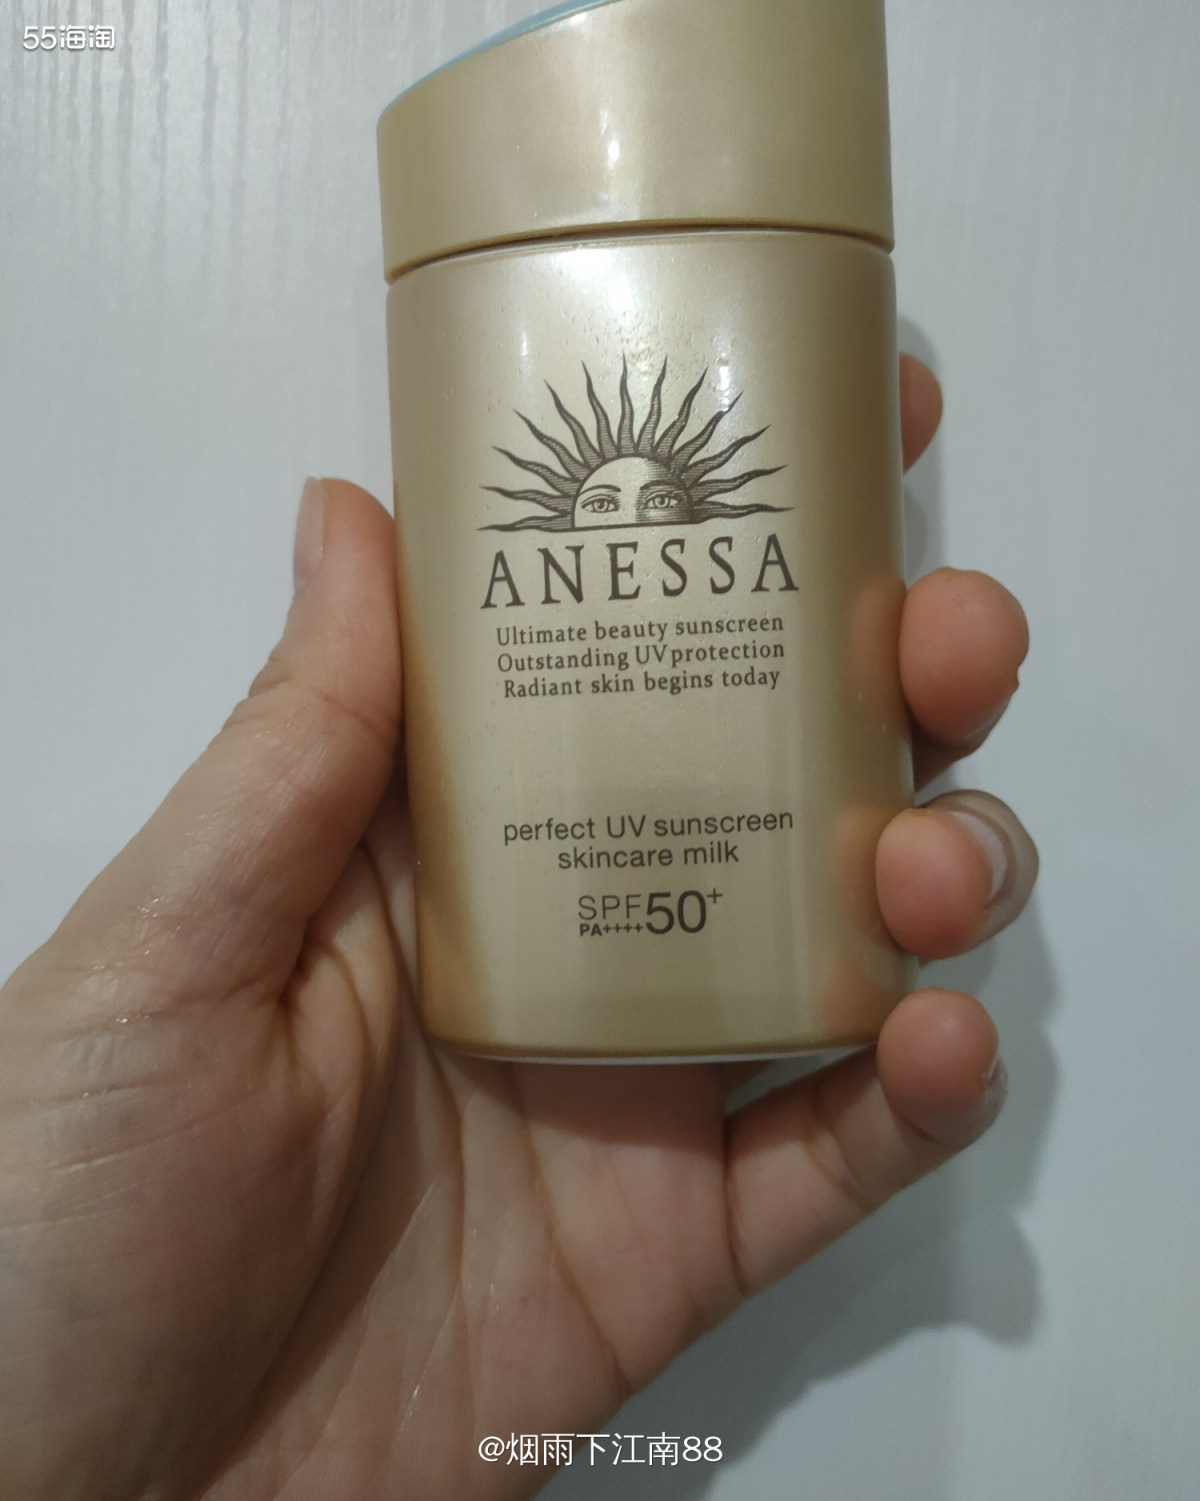 55海淘
ANESSA
Ultimate beauty sunscreen
Outstanding UV protection
Radiant skin begins today
perfect UV sunscreen
skincare milk
SPF50+
PA++++
@烟雨下江南88